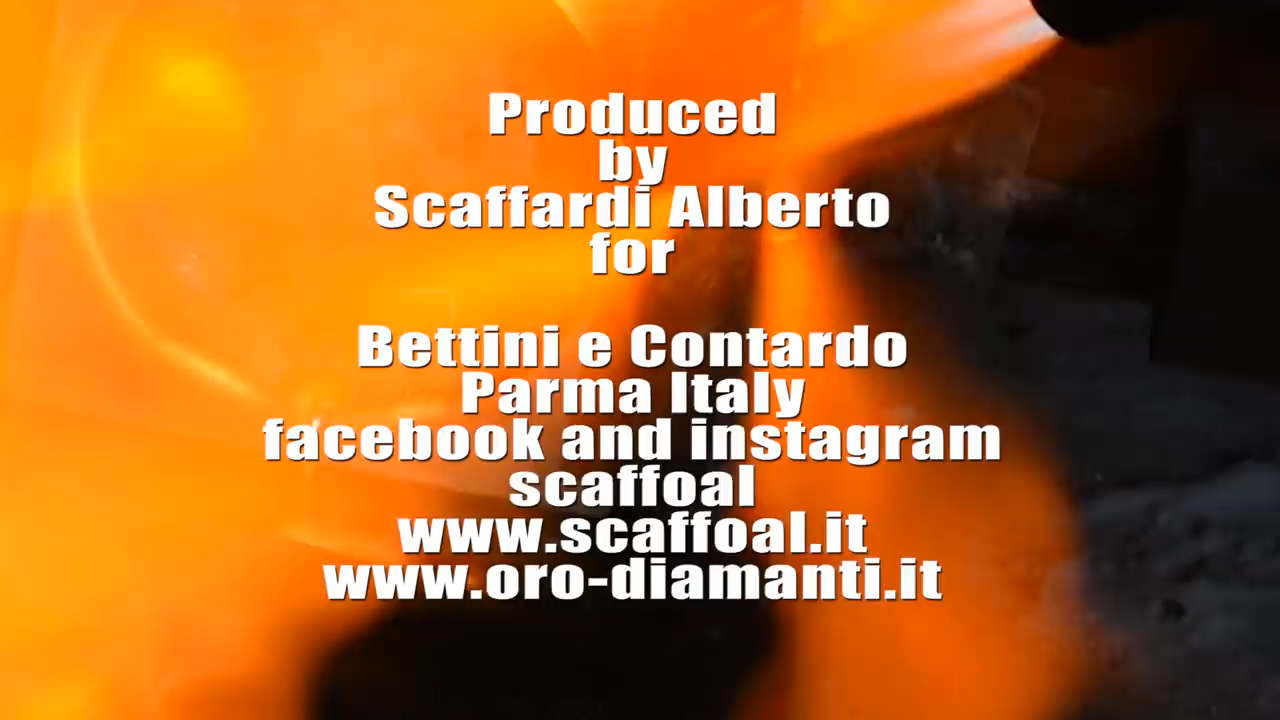 Produced
by
Scaffardi Alberto
for
Bettini e Contardo
Parma Italy
facebook and instagram
scaffoal
www.scaffoal.it
www.oro-diamanti.it